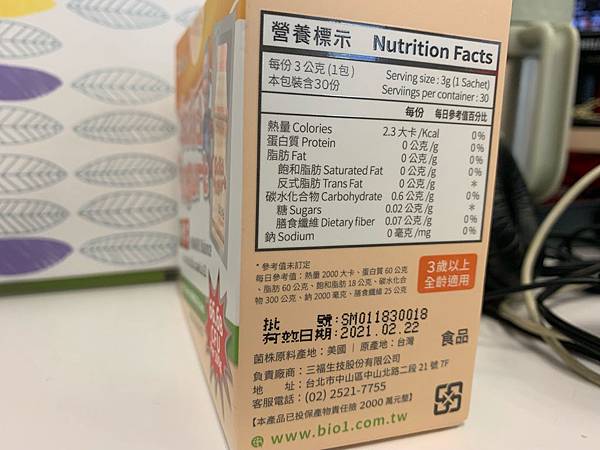 營養標示 Nutrition Facts
每份 3 公克 (1包) Serving size : 3g (1 Sachet)
本包裝含30份 Serviings per container : 30
每份 每日參考值百分比
熱量 Calories 2.3 大卡 /Kcal 0%
蛋白質 Protein 0 公克 /g 0%
脂肪 Fat 0 公克 /g 0%
飽和脂肪 Saturated Fat 0 公克 /g 0%
反式脂肪 Trans Fat 0 公克 /g *
碳水化合物 Carbohydrate 0.6 公克 /g 0%
糖 Sugars 0.02 公克 /g *
膳食纖維 Dietary fiber 0.07 公克 /g 0%
鈉 Sodium 0 毫克 /mg 0%
* 參考值未訂定
每日參考值：熱量 2000 大卡、蛋白質 60 公克
、脂肪 60 公克、飽和脂肪 18 公克、碳水化合
物 300 公克、鈉 2000 毫克、膳食纖維 25 公克
3歲以上
全齡適用
批 號:SM011830018
有效日期:2021.02.22
食品
菌株原料產地：美國｜原產地：台灣
負責廠商：三福生技股份有限公司
地 址：台北市中山區中山北路二段 21 號 7F
客服電話：(02) 2521-7755
【本產品已投保產物責任險 2000 萬元整】
www.bio1.com.tw